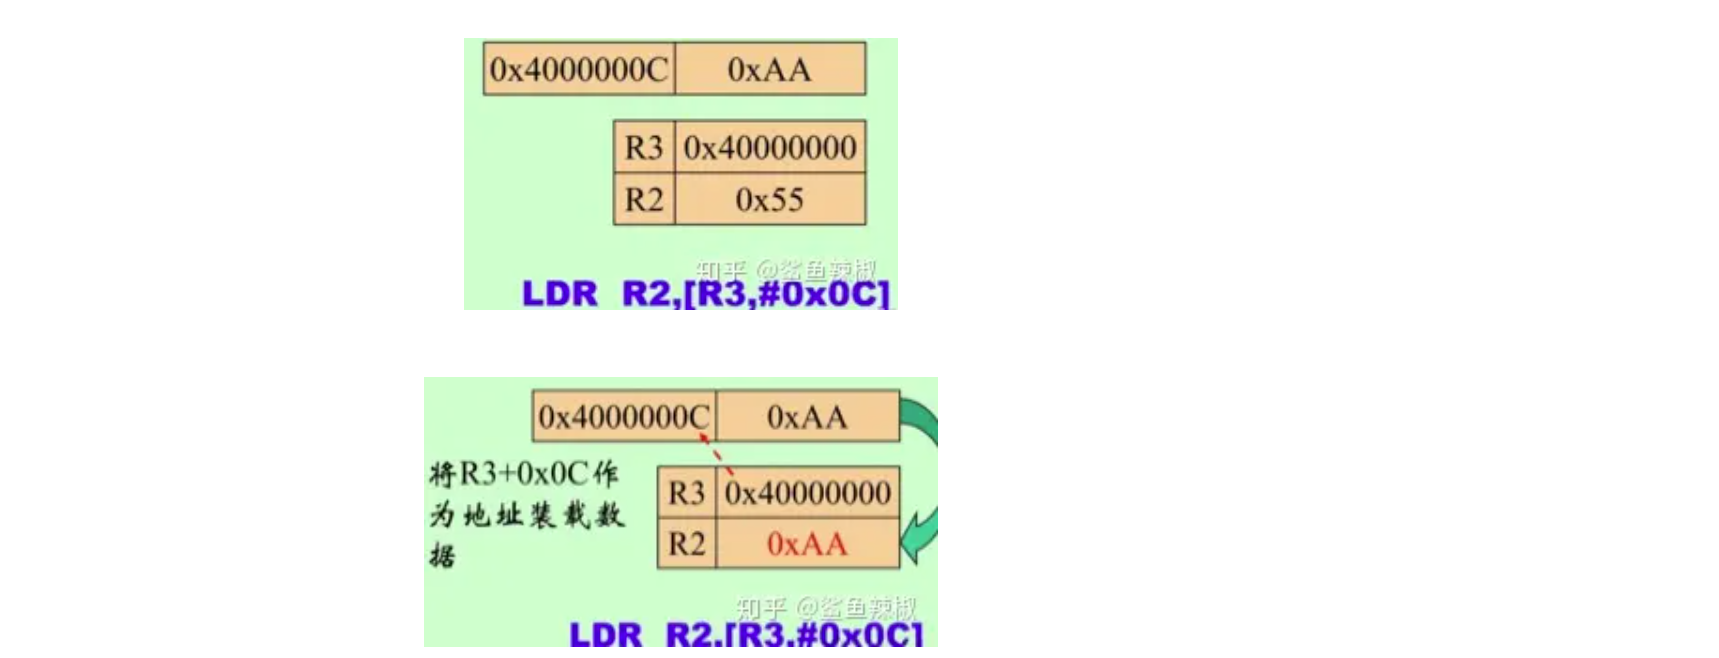 0x4000000C 0xAA
R3 0x40000000
R2 0x55
知乎 @鲨鱼辣椒
LDR R2,[R3,#0x0C]
0x4000000C 0xAA
将R3+0x0C作
为地址装载数
据
R3 0x40000000
R2 0xAA
知乎 @鲨鱼辣椒
LDR R2,[R3,#0x0C]